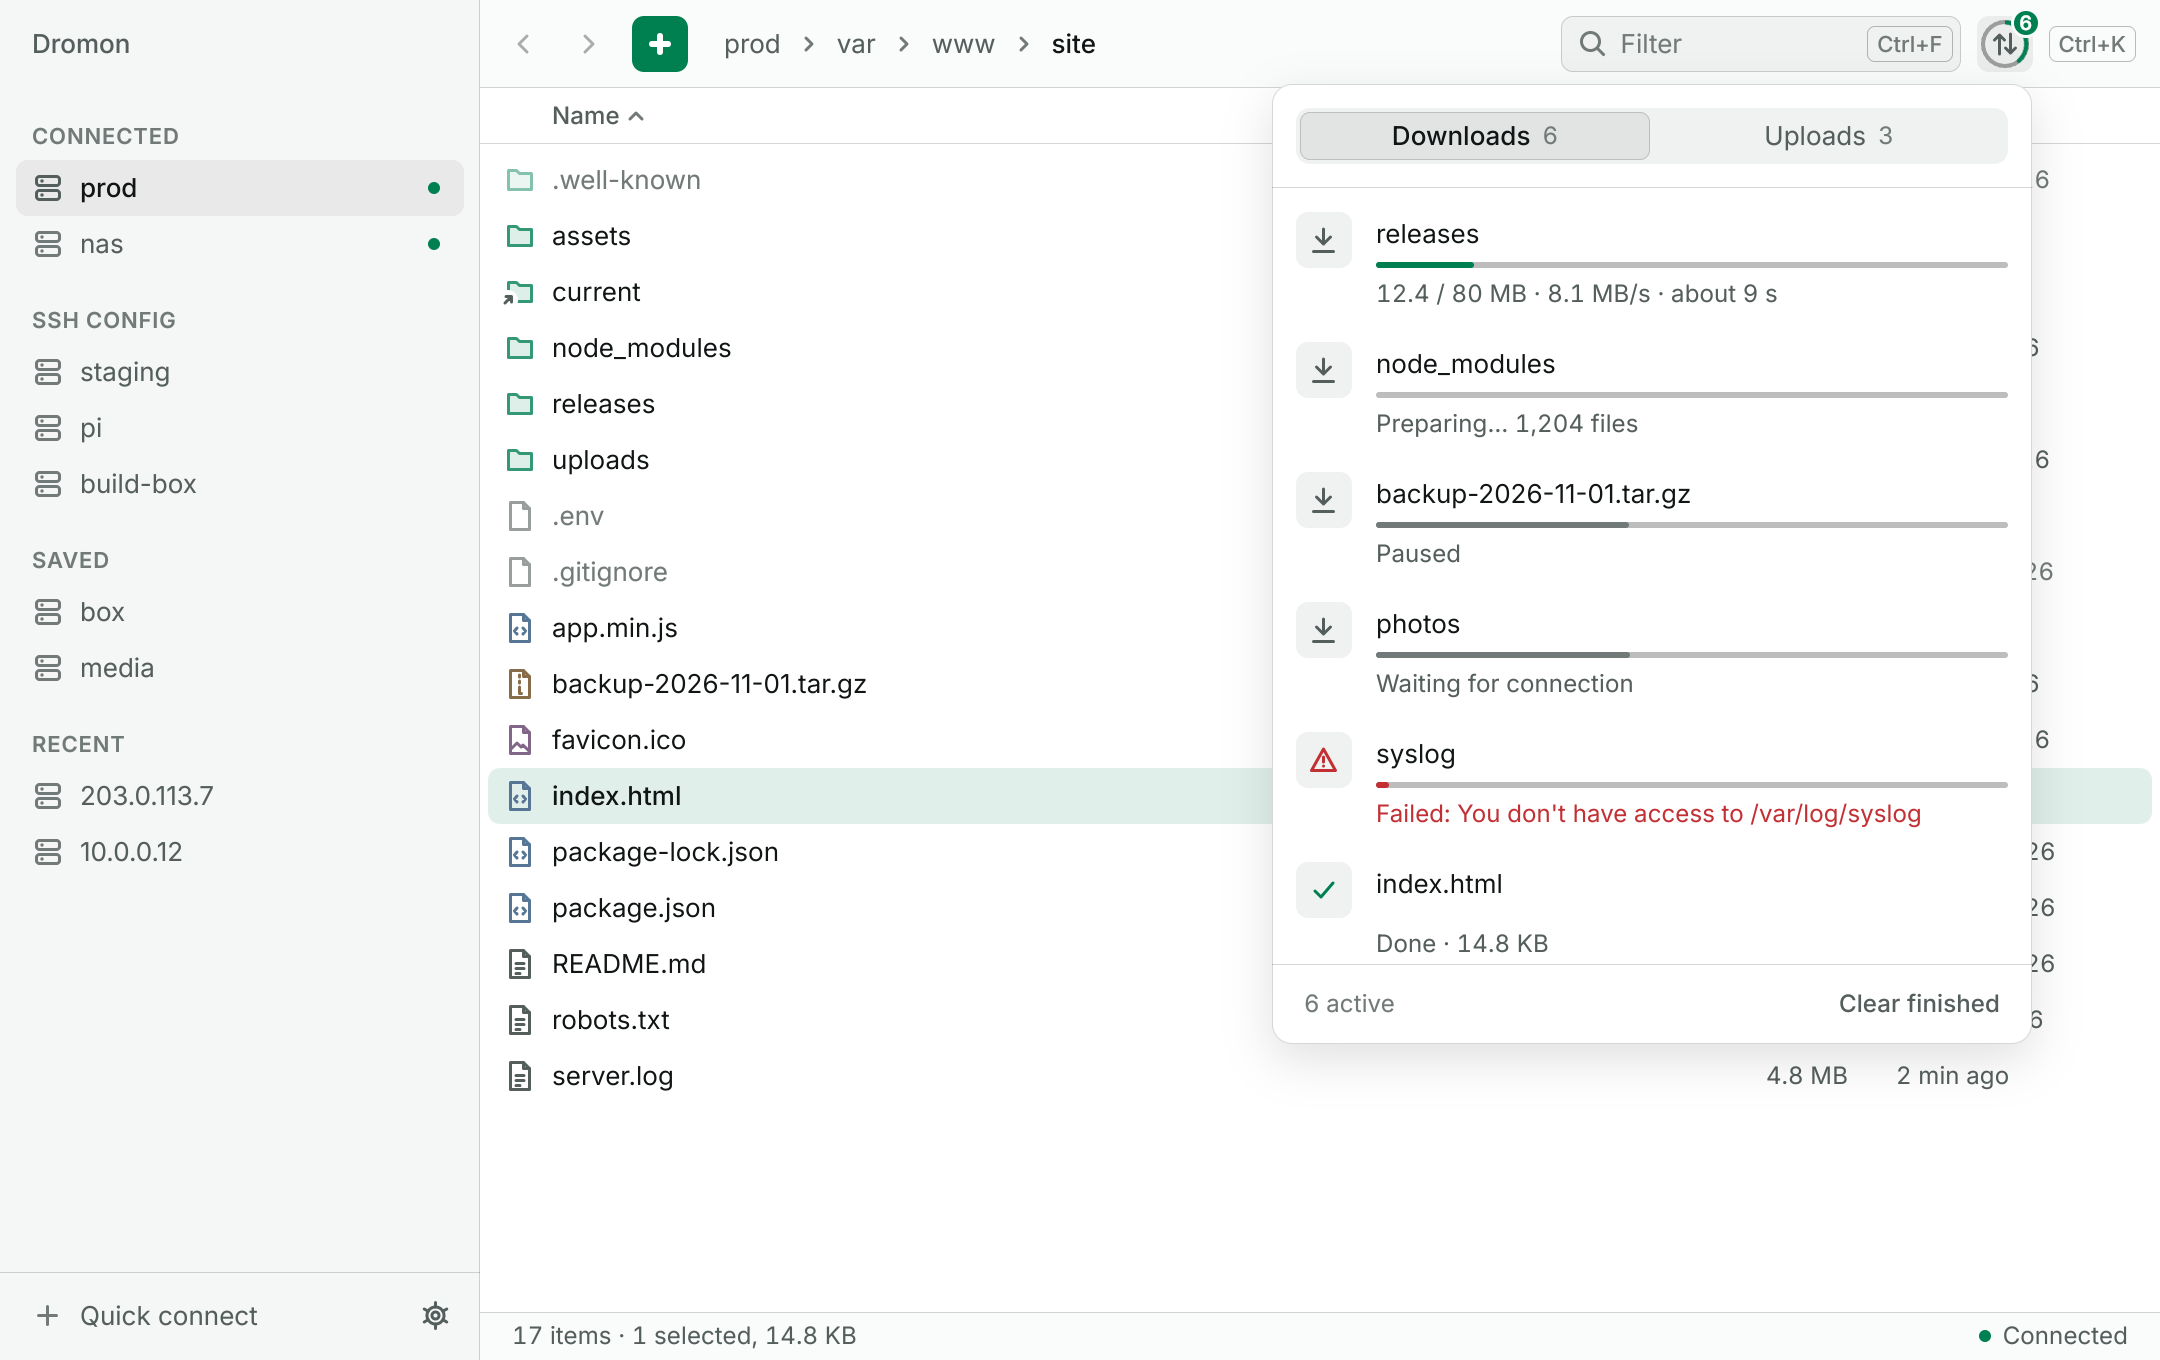 Dromon
CONNECTED
prod
nas
SSH CONFIG
staging
pi
build-box
SAVED
box
media
RECENT
203.0.113.7
10.0.0.12
Quick connect
prod > var > www > site
Filter Ctrl+F
6
Ctrl+K
Name
.well-known
assets
current
node_modules
releases
uploads
.env
.gitignore
app.min.js
backup-2026-11-01.tar.gz
favicon.ico
index.html
package-lock.json
package.json
README.md
robots.txt
server.log 4.8 MB 2 min ago
Downloads 6 Uploads 3
releases
12.4 / 80 MB · 8.1 MB/s · about 9 s
node_modules
Preparing... 1,204 files
backup-2026-11-01.tar.gz
Paused
photos
Waiting for connection
syslog
Failed: You don't have access to /var/log/syslog
index.html
Done · 14.8 KB
6 active Clear finished
17 items · 1 selected, 14.8 KB
Connected